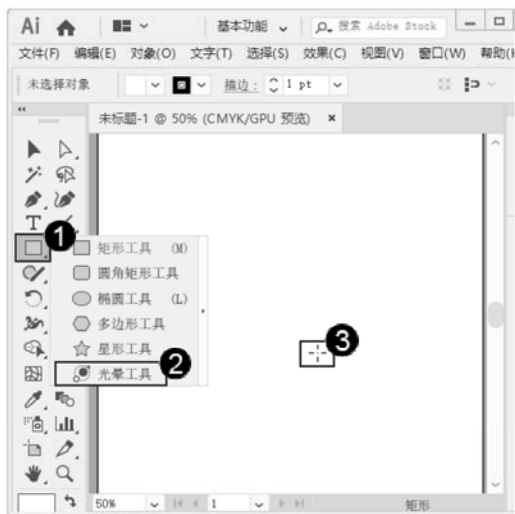 Ai 基本功能 搜索 Adobe Stock
文件(F) 编辑(E) 对象(O) 文字(T) 选择(S) 效果(C) 视图(V) 窗口(W) 帮助(H
未选择对象 描边: 1 pt
未标题-1 @ 50% (CMYK/GPU 预览) ×
T
1
矩形工具 (M)
圆角矩形工具
椭圆工具 (L)
多边形工具
星形工具
2
光晕工具
3
50% 1 矩形